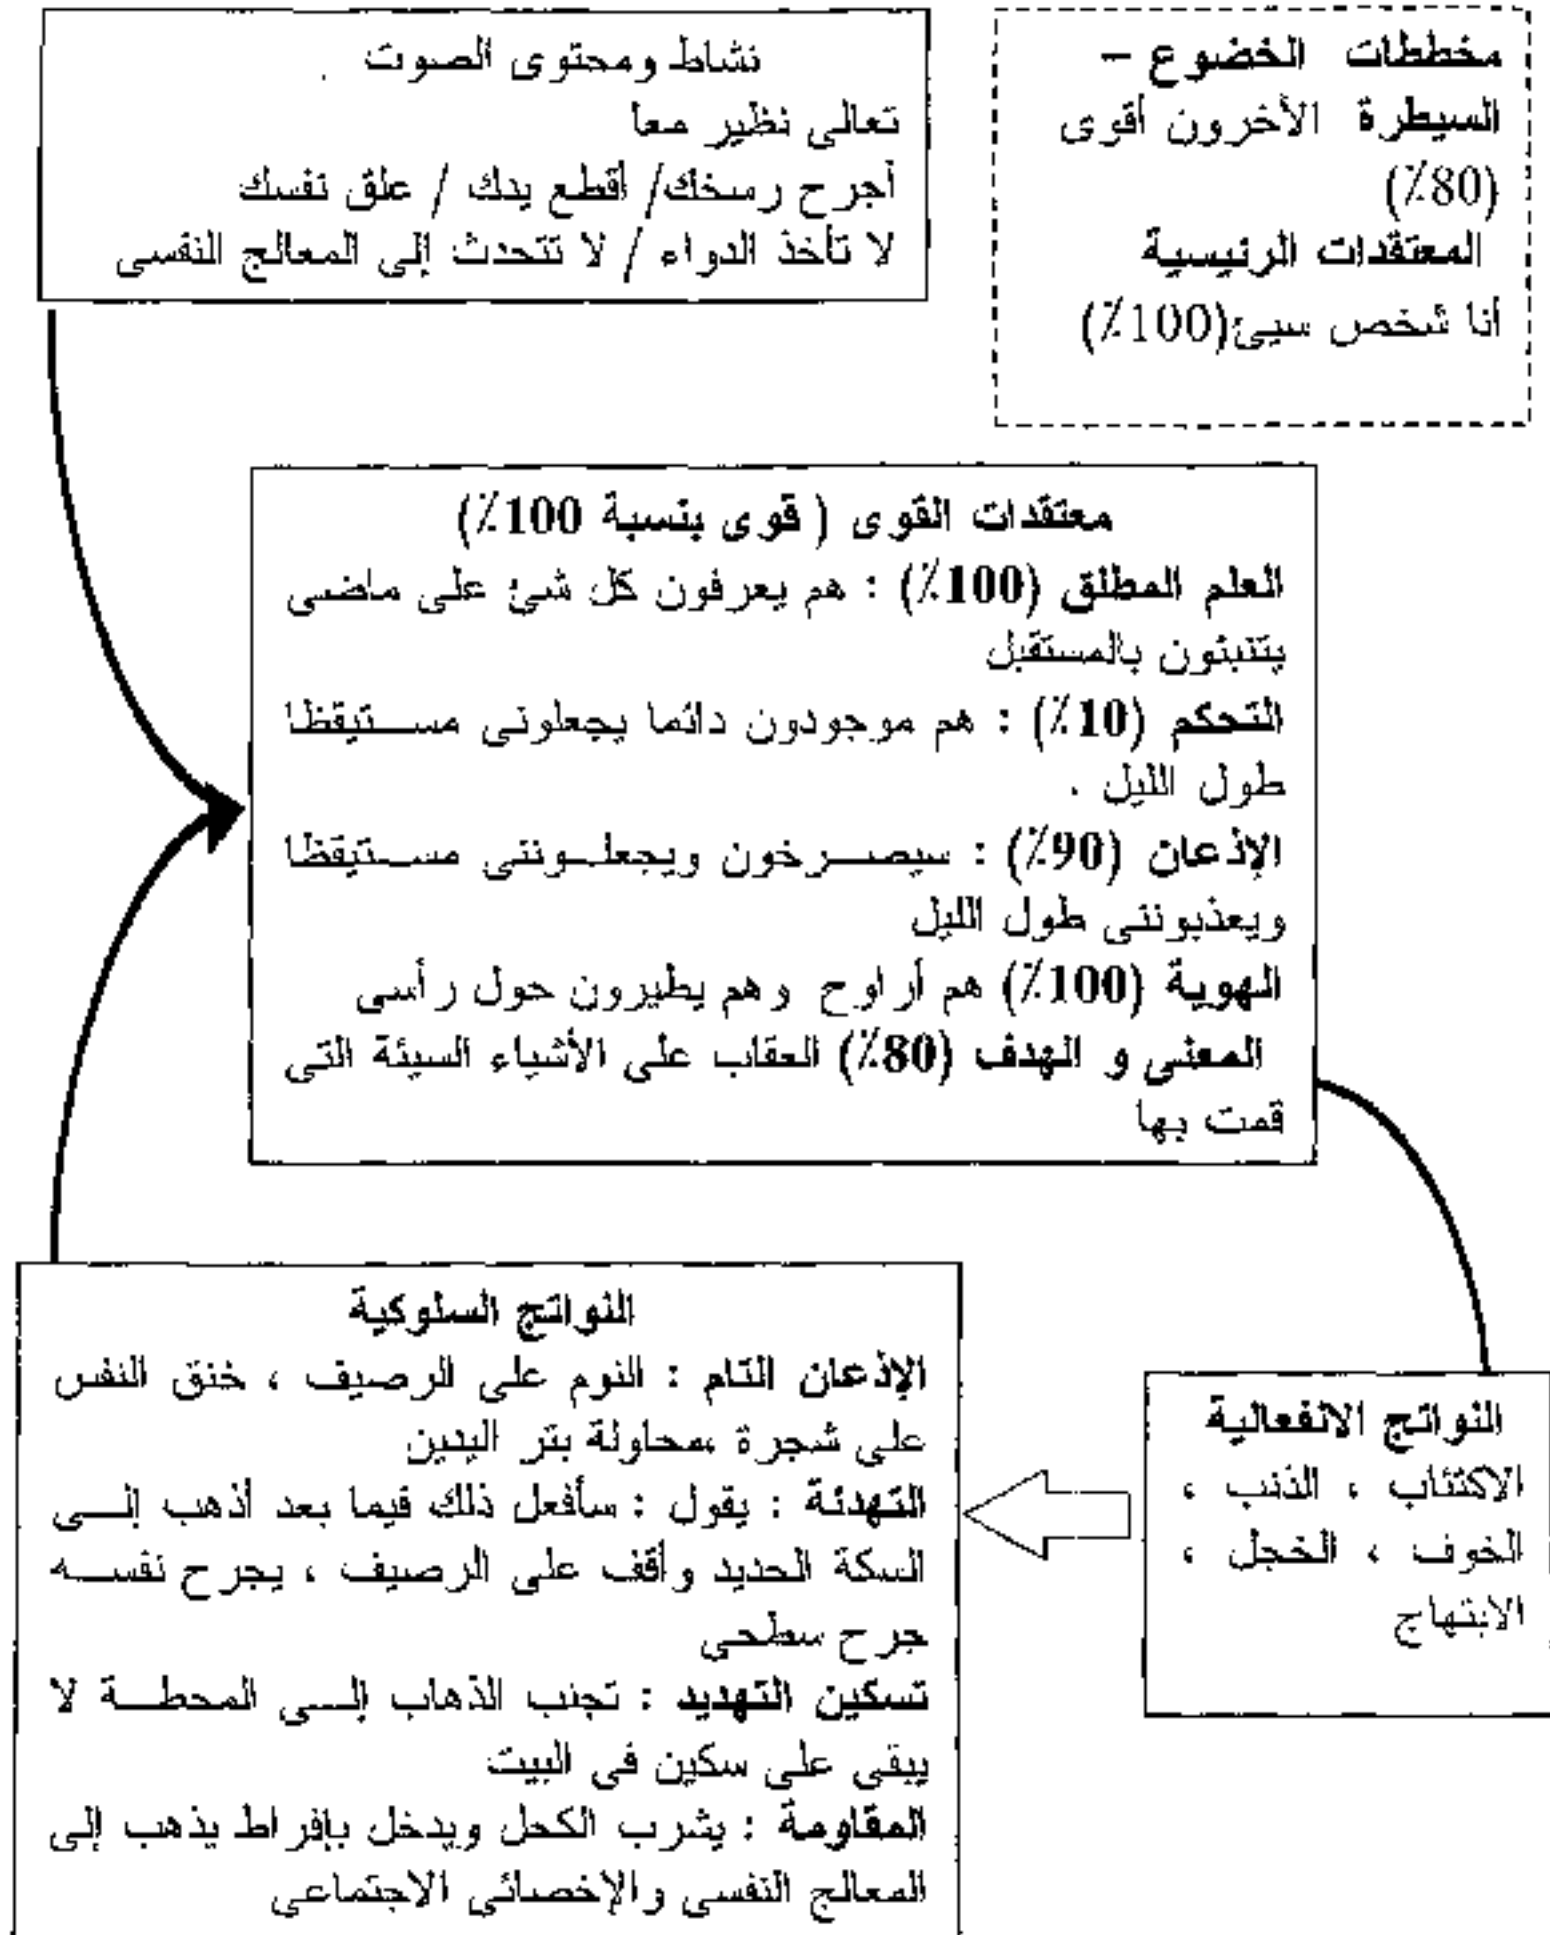 مخططات الخضوع –
السيطرة الأخرون أقوى
(80٪)
المعتقدات الرئيسية
أنا شخص سيئ(100٪)
نشاط ومحتوى الصوت
تعالى نطير معا
أجرح رسخك/ أقطع يدك / علق نفسك
لا تأخذ الدواء / لا تتحدث إلى المعالج النفسى
معتقدات القوى ( قوى بنسبة 100٪)
العلم المطلق (100٪) : هم يعرفون كل شئ على ماضى
يتنبئون بالمستقبل
التحكم (10٪) : هم موجودون دائما يجعلونى مستيقظا
طول الليل .
الإذعان (90٪) : سيصرخون ويجعلوننى مستيقظا
ويعذبوننى طول الليل
الهوية (100٪) هم أراوح وهم يطيرون حول رأسى
المعنى و الهدف (80٪) العقاب على الأشياء السيئة التى
قمت بها
النواتج الانفعالية
الاكتئاب ، الذنب ،
الخوف ، الخجل ،
الابتهاج
النواتج السلوكية
الإذعان التام : النوم على الرصيف ، خنق النفس
على شجرة ،محاولة بتر اليدين
التهدئة : يقول : سأفعل ذلك فيما بعد أذهب إلى
السكة الحديد وأقف على الرصيف ، يجرح نفسه
جرح سطحى
تسكين التهديد : تجنب الذهاب إلى المحطة لا
يبقى على سكين فى البيت
المقاومة : يشرب الكحل ويدخل بإفراط يذهب إلى
المعالج النفسى والإخصائى الاجتماعى